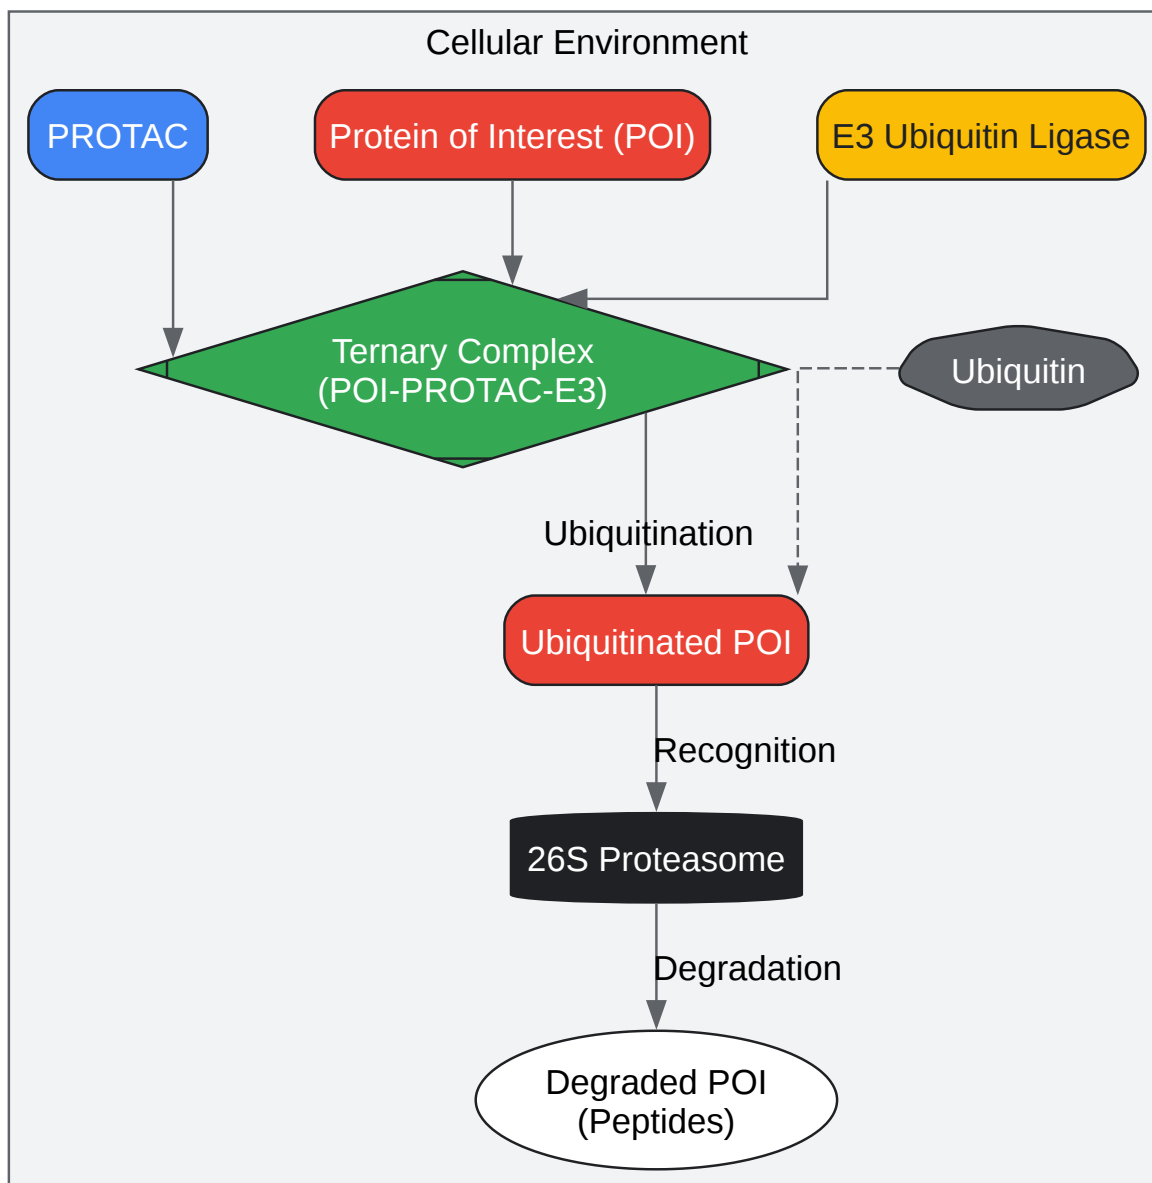 Cellular Environment
PROTAC
Protein of Interest (POI)
E3 Ubiquitin Ligase
Ternary Complex
(POI-PROTAC-E3)
Ubiquitin
Ubiquitination
Ubiquitinated POI
Recognition
26S Proteasome
Degradation
Degraded POI
(Peptides)